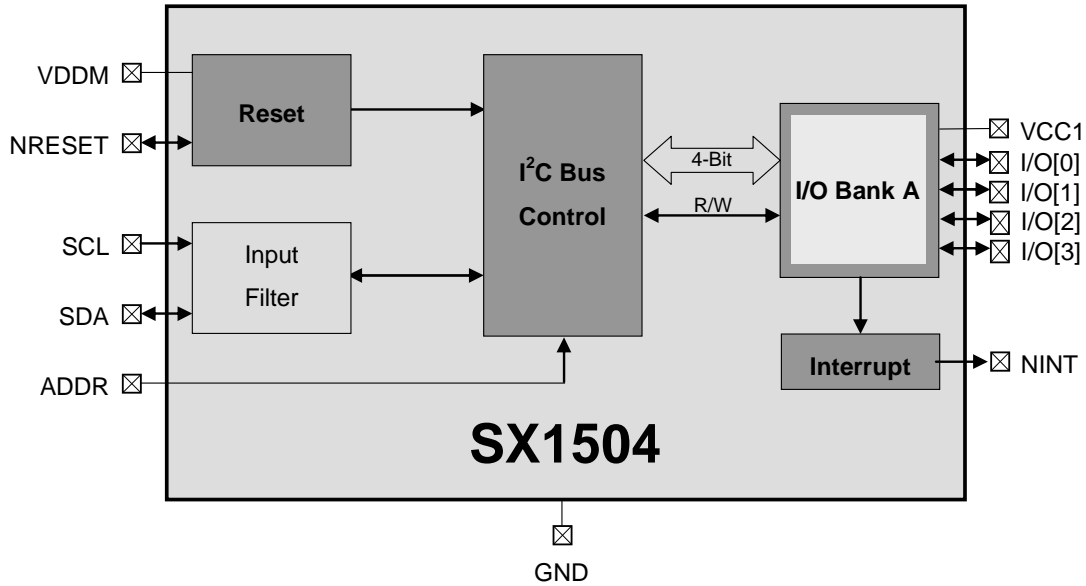 VDDM
NRESET
SCL
SDA
ADDR
Reset
Input
Filter
I²C Bus
Control
4-Bit
R/W
I/O Bank A
Interrupt
VCC1
I/O[0]
I/O[1]
I/O[2]
I/O[3]
NINT
SX1504
GND